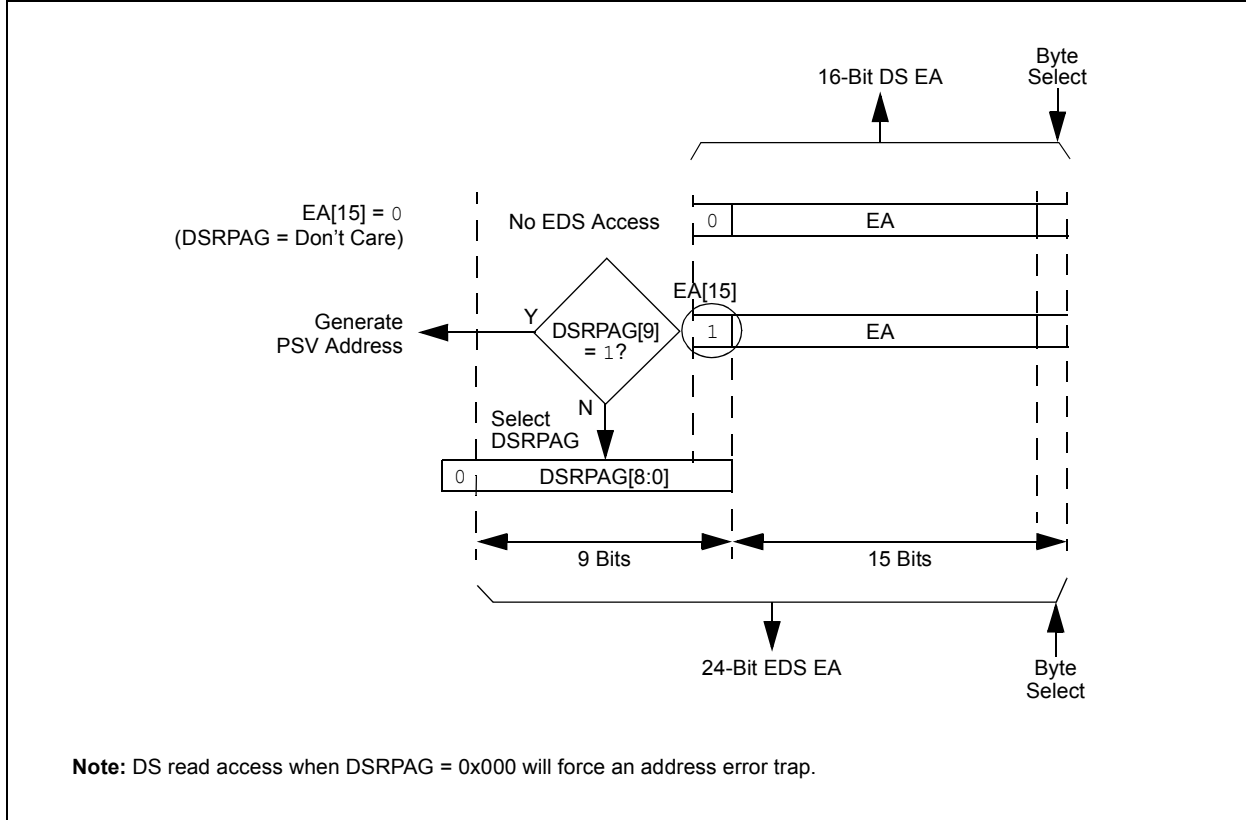 Byte
Select
16-Bit DS EA
EA[15] = 0
(DSRPAG = Don't Care)
No EDS Access
0
EA
EA[15]
Generate
PSV Address
Y
DSRPAG[9]
= 1?
1
EA
N
Select
DSRPAG
0
DSRPAG[8:0]
9 Bits
15 Bits
24-Bit EDS EA
Byte
Select
Note: DS read access when DSRPAG = 0x000 will force an address error trap.